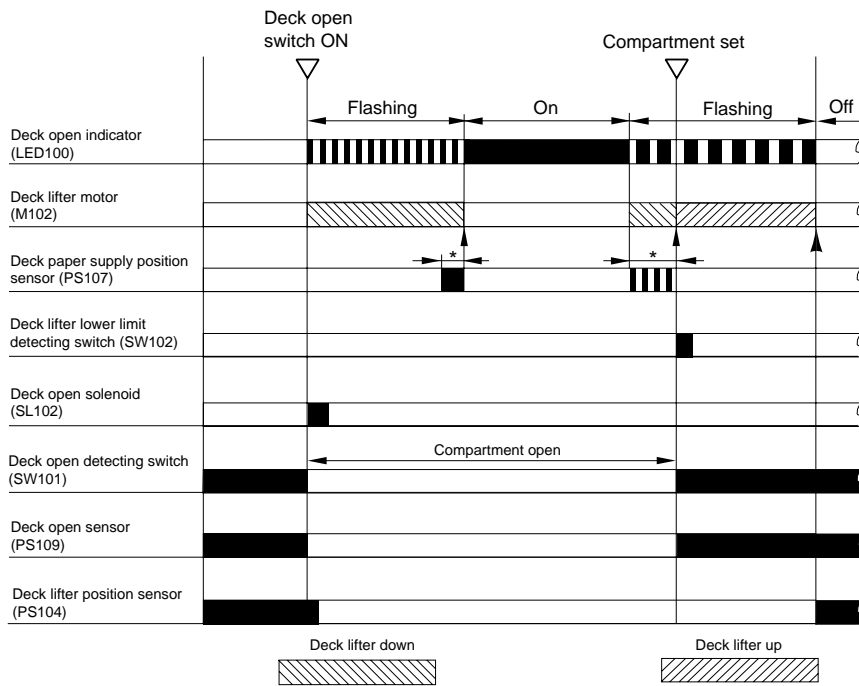 Deck open
switch ON
Compartment set
Flashing
On
Flashing
Off
Deck open indicator
(LED100)
Deck lifter motor
(M102)
Deck paper supply position
sensor (PS107)
*
*
Deck lifter lower limit
detecting switch (SW102)
Deck open solenoid
(SL102)
Deck open detecting switch
(SW101)
Compartment open
Deck open sensor
(PS109)
Deck lifter position sensor
(PS104)
Deck lifter down
Deck lifter up